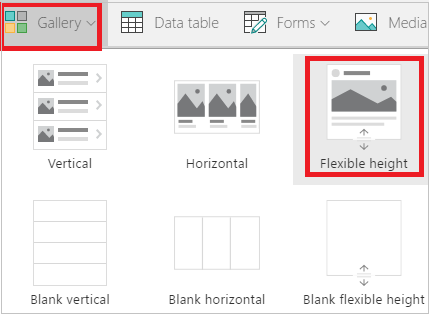 Gallery Data table Forms Media
Vertical Horizontal Flexible height
Blank vertical Blank horizontal Blank flexible height